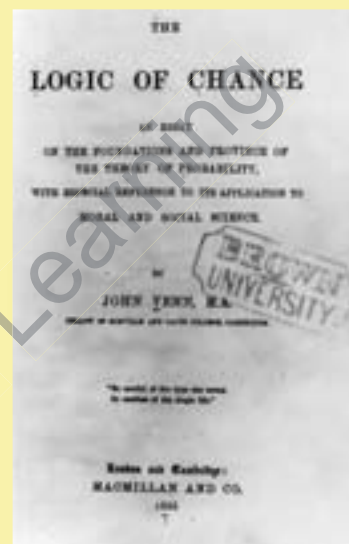 THE
LOGIC OF CHANCE
AN ESSAY
ON THE FOUNDATIONS AND PROVINCE OF
THE THEORY OF PROBABILITY,
WITH ESPECIAL REFERENCE TO ITS APPLICATION TO
MORAL AND SOCIAL SCIENCE.
BY
JOHN VENN, M.A.
BROWN
UNIVERSITY
London and Cambridge:
MACMILLAN AND CO.
Learning